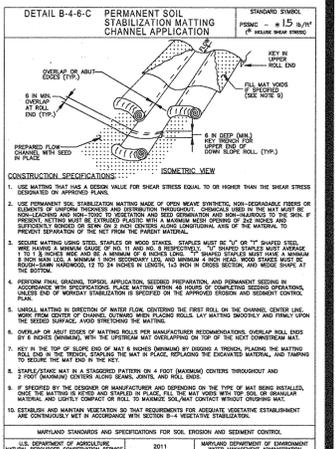 DETAIL B-4-6-C PERMANENT SOIL
STABILIZATION MATTING
CHANNEL APPLICATION
STANDARD SYMBOL
PSSMC - * 1.5 lb/ft²
(* INCLUDE SHEAR STRESS)
KEY IN
UPPER
ROLL END
OVERLAP OR ABUT
EDGES (TYP.)
FILL MAT VOIDS
IF SPECIFIED
(SEE NOTE 9)
6 IN MIN.
OVERLAP
AT ROLL
END (TYP.)
6 IN DEEP (MIN.)
KEY TRENCH FOR
UPPER END OF
DOWN SLOPE ROLL. (TYP.)
PREPARED FLOW
CHANNEL WITH SEED
IN PLACE
ISOMETRIC VIEW
CONSTRUCTION SPECIFICATIONS:
1. USE MATTING THAT HAS A DESIGN VALUE FOR SHEAR STRESS EQUAL TO OR HIGHER THAN THE SHEAR STRESS
DESIGNATED ON APPROVED PLANS.
2. USE PERMANENT SOIL STABILIZATION MATTING MADE OF OPEN WEAVE SYNTHETIC, NON-DEGRADABLE FIBERS OR
ELEMENTS OF UNIFORM THICKNESS AND DISTRIBUTION THROUGHOUT. CHEMICALS USED IN THE MAT MUST BE
NON-LEACHING AND NON-TOXIC TO VEGETATION AND SEED GERMINATION AND NON-INJURIOUS TO THE SKIN. IF
PRESENT, NETTING MUST BE EXTRUDED PLASTIC WITH A MAXIMUM MESH OPENING OF 2x2 INCHES AND
SUFFICIENTLY BONDED OR SEWN ON 2 INCH CENTERS ALONG LONGITUDINAL AXIS OF THE MATERIAL TO
PREVENT SEPARATION OF THE NET FROM THE PARENT MATERIAL.
3. SECURE MATTING USING STEEL STAPLES OR WOOD STAKES. STAPLES MUST BE "U" OR "T" SHAPED STEEL
WIRE HAVING A MINIMUM GAUGE OF NO. 11 AND NO. 8 RESPECTIVELY. "U" SHAPED STAPLES MUST AVERAGE
1 TO 1 ½ INCHES WIDE AND BE A MINIMUM OF 6 INCHES LONG. "T" SHAPED STAPLES MUST HAVE A MINIMUM
8 INCH MAIN LEG, A MINIMUM 1 INCH SECONDARY LEG, AND MINIMUM 4 INCH HEAD. WOOD STAKES MUST BE
ROUGH-SAWN HARDWOOD, 12 TO 24 INCHES IN LENGTH, 1x3 INCH IN CROSS SECTION, AND WEDGE SHAPE AT
THE BOTTOM.
4. PERFORM FINAL GRADING, TOPSOIL APPLICATION, SEEDBED PREPARATION, AND PERMANENT SEEDING IN
ACCORDANCE WITH SPECIFICATIONS. PLACE MATTING WITHIN 48 HOURS OF COMPLETING SEEDING OPERATIONS,
UNLESS END OF WORKDAY STABILIZATION IS SPECIFIED ON THE APPROVED EROSION AND SEDIMENT CONTROL
PLAN.
5. UNROLL MATTING IN DIRECTION OF WATER FLOW, CENTERING THE FIRST ROLL ON THE CHANNEL CENTER LINE.
WORK FROM CENTER OF CHANNEL OUTWARD WHEN PLACING ROLLS. LAY MATTING SMOOTHLY AND FIRMLY UPON
THE SEEDED SURFACE. AVOID STRETCHING THE MATTING.
6. OVERLAP OR ABUT EDGES OF MATTING ROLLS PER MANUFACTURER RECOMMENDATIONS. OVERLAP ROLL ENDS
BY 6 INCHES (MINIMUM), WITH THE UPSTREAM MAT OVERLAPPING ON TOP OF THE NEXT DOWNSTREAM MAT.
7. KEY IN THE TOP OF SLOPE END OF MAT 6 INCHES (MINIMUM) BY DIGGING A TRENCH, PLACING THE MATTING
ROLL END IN THE TRENCH, STAPLING THE MAT IN PLACE, REPLACING THE EXCAVATED MATERIAL, AND TAMPING
TO SECURE THE MAT END IN THE KEY.
8. STAPLE/STAKE MAT IN A STAGGERED PATTERN ON 4 FOOT (MAXIMUM) CENTERS THROUGHOUT AND
2 FOOT (MAXIMUM) CENTERS ALONG SEAMS, JOINTS, AND ROLL ENDS.
9. IF SPECIFIED BY THE DESIGNER OR MANUFACTURER AND DEPENDING ON THE TYPE OF MAT BEING INSTALLED,
ONCE THE MATTING IS KEYED AND STAPLED IN PLACE, FILL THE MAT VOIDS WITH TOP SOIL OR GRANULAR
MATERIAL AND LIGHTLY COMPACT OR ROLL TO MAXIMIZE SOIL/MAT CONTACT WITHOUT CRUSHING MAT.
10. ESTABLISH AND MAINTAIN VEGETATION SO THAT REQUIREMENTS FOR ADEQUATE VEGETATIVE ESTABLISHMENT
ARE CONTINUOUSLY MET IN ACCORDANCE WITH SECTION B-4 VEGETATIVE STABILIZATION.
MARYLAND STANDARDS AND SPECIFICATIONS FOR SOIL EROSION AND SEDIMENT CONTROL
U.S. DEPARTMENT OF AGRICULTURE
NATURAL RESOURCES CONSERVATION SERVICE
2011
MARYLAND DEPARTMENT OF ENVIRONMENT
WATER MANAGEMENT ADMINISTRATION